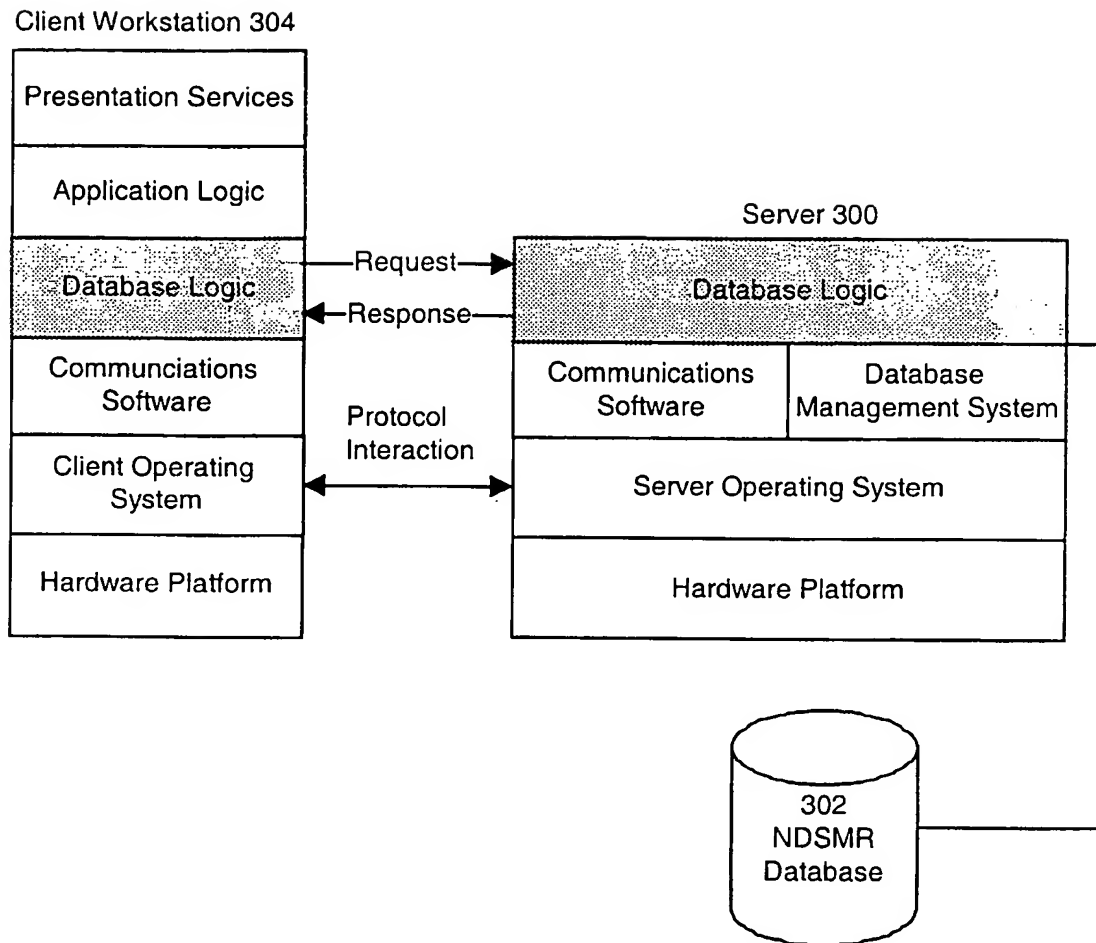 Client Workstation 304
Presentation Services
Application Logic
Database Logic
Communciations
Software
Client Operating
System
Hardware Platform
Request
Response
Protocol
Interaction
Server 300
Database Logic
Communications
Software
Database
Management System
Server Operating System
Hardware Platform
302
NDSMR
Database